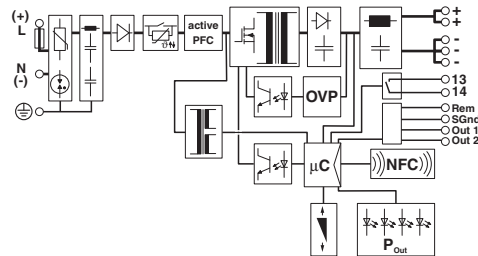 (+)
L
N
(-)
ϑ
active
PFC
OVP
+
+
-
-
-
13
14
Rem
SGnd
Out 1
Out 2
µC
NFC
P Out